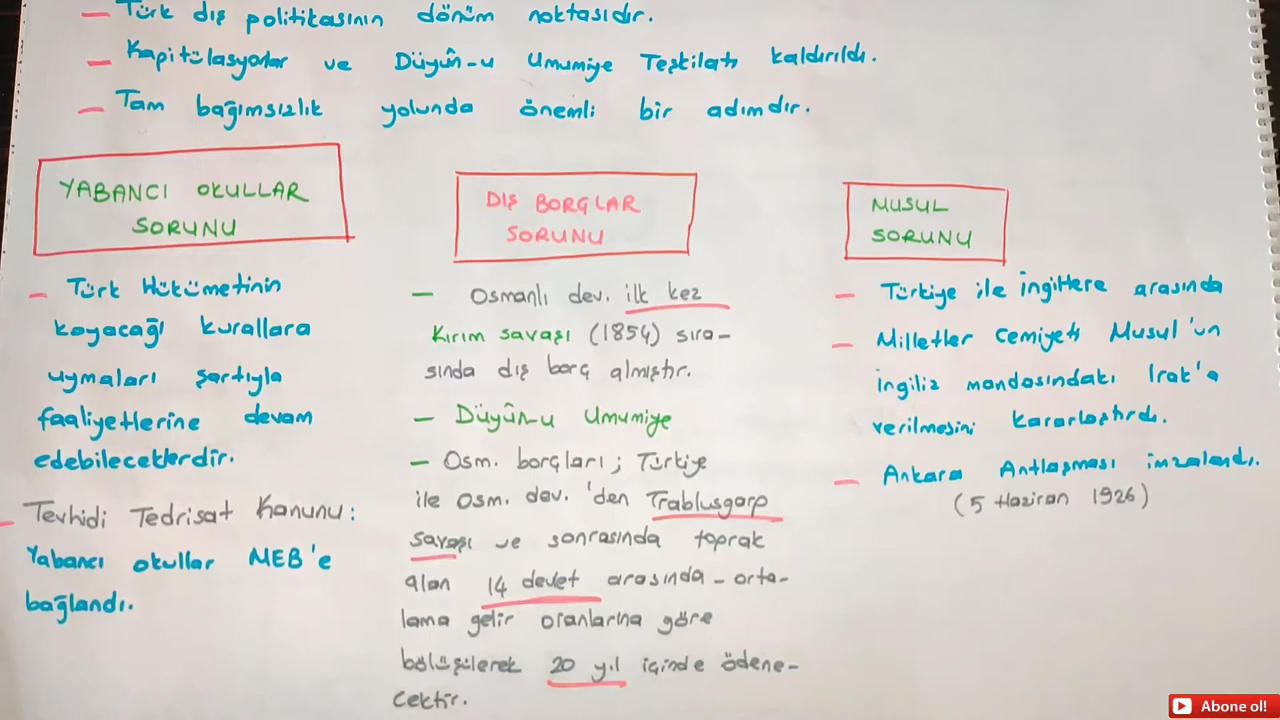 — Türk dış politikasının dönüm noktasıdır.
— Kapitülasyonlar ve Düyûn-u Umumiye Teşkilatı kaldırıldı.
— Tam bağımsızlık yolunda önemli bir adımdır.
YABANCI OKULLAR
SORUNU
— Türk Hükümetinin
koyacağı kurallara
uymaları şartıyla
faaliyetlerine devam
edebileceklerdir.
— Tevhidi Tedrisat Kanunu:
Yabancı okullar MEB'e
bağlandı.
DIŞ BORÇLAR
SORUNU
— Osmanlı dev. ilk kez
Kırım savaşı (1854) sıra-
sında dış borç almıştır.
— Düyûn-u Umumiye
— Osm. borçları; Türkiye
ile Osm. dev.'den Trablusgarp
savaşı ve sonrasında toprak
alan 14 devlet arasında - orta-
lama gelir oranlarına göre
bölüşülerek 20 yıl içinde ödene-
cektir.
MUSUL
SORUNU
— Türkiye ile İngiltere arasında
— Milletler Cemiyeti Musul'un
İngiliz mandasındaki Irak'a
verilmesini kararlaştırdı.
— Ankara Antlaşması imzalandı.
(5 Haziran 1926)
Abone ol!